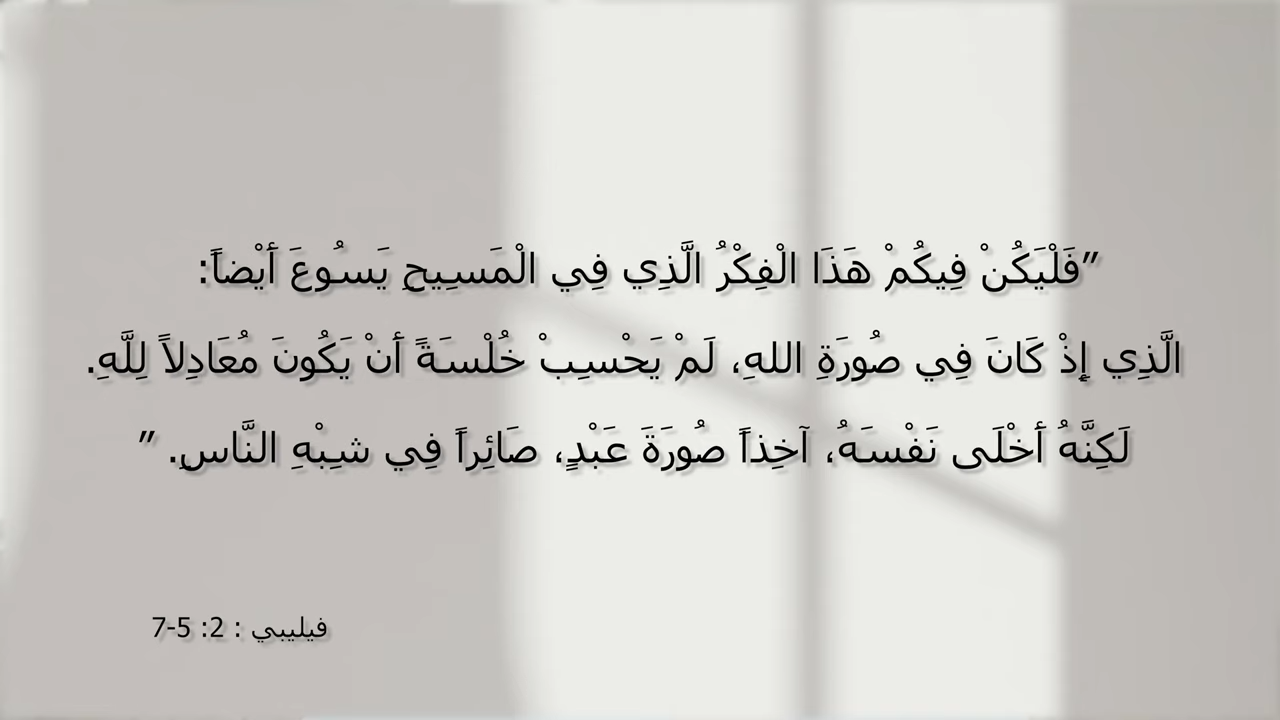 ”فَلْيَكُنْ فِيكُمْ هَذَا الْفِكْرُ الَّذِي فِي الْمَسِيحِ يَسُوعَ أَيْضاً:
الَّذِي إِذْ كَانَ فِي صُورَةِ اللهِ، لَمْ يَحْسِبْ خُلْسَةً أَنْ يَكُونَ مُعَادِلاً لِلَّهِ.
لَكِنَّهُ أَخْلَى نَفْسَهُ، آخِذاً صُورَةَ عَبْدٍ، صَائِراً فِي شِبْهِ النَّاسِ. ”
فيليبي : 2: 5-7